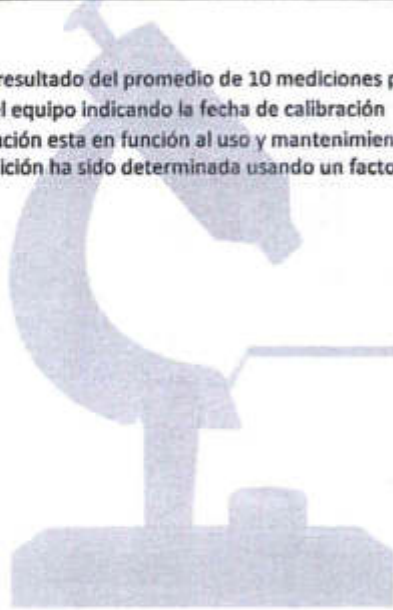 resultado del promedio de 10 mediciones p
el equipo indicando la fecha de calibración
ción esta en función al uso y mantenimien
ición ha sido determinada usando un facto